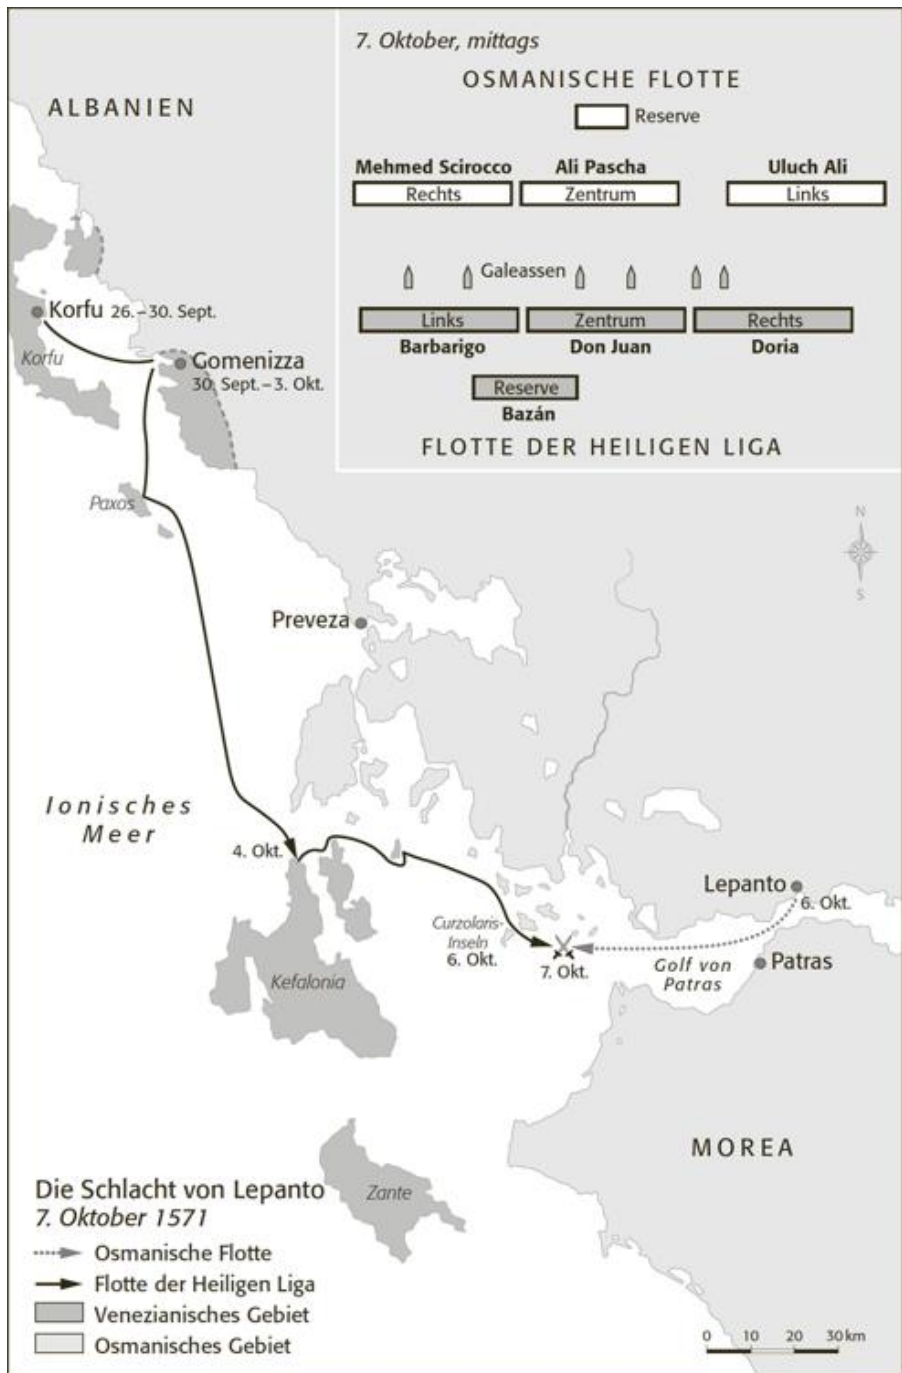 7. Oktober, mittags
OSMANISCHE FLOTTE
Reserve
Mehmed Scirocco
Ali Pascha
Uluch Ali
Rechts
Zentrum
Links
Galeassen
Links
Zentrum
Rechts
Barbarigo
Don Juan
Doria
Reserve
Bazán
FLOTTE DER HEILIGEN LIGA
ALBANIEN
Korfu 26.–30. Sept.
Korfu
Gomenizza
30. Sept.–3. Okt.
Paxos
N
S
Preveza
Ionisches
Meer
4. Okt.
Lepanto
6. Okt.
Curzolaris-
Inseln
6. Okt.
7. Okt.
Golf von
Patras
Patras
Kefalonia
MOREA
Zante
Die Schlacht von Lepanto
7. Oktober 1571
Osmanische Flotte
Flotte der Heiligen Liga
Venezianisches Gebiet
Osmanisches Gebiet
0 10 20 30 km